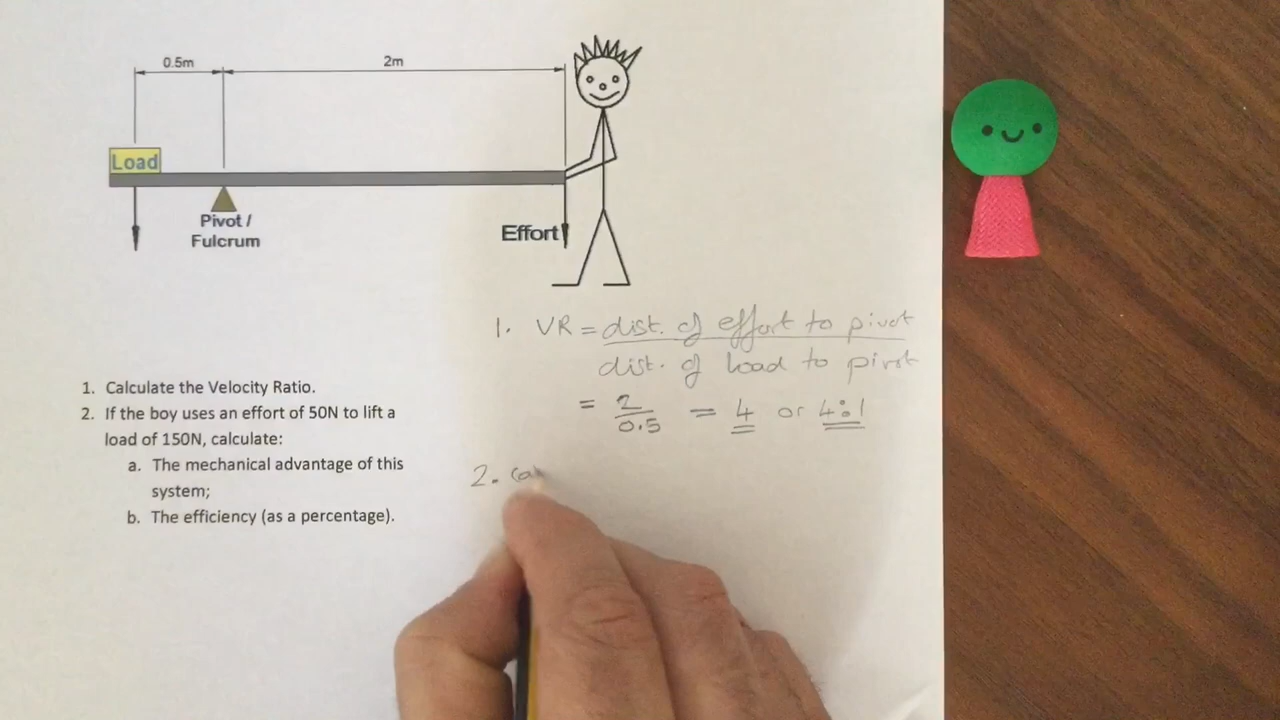 0.5m 2m
Load
Pivot /
Fulcrum
Effort
1. VR = dist. of effort to pivot
dist. of load to pivot
= 2 / 0.5 = 4 or 4:1
1. Calculate the Velocity Ratio.
2. If the boy uses an effort of 50N to lift a
load of 150N, calculate:
a. The mechanical advantage of this
system;
b. The efficiency (as a percentage).
2. (a)